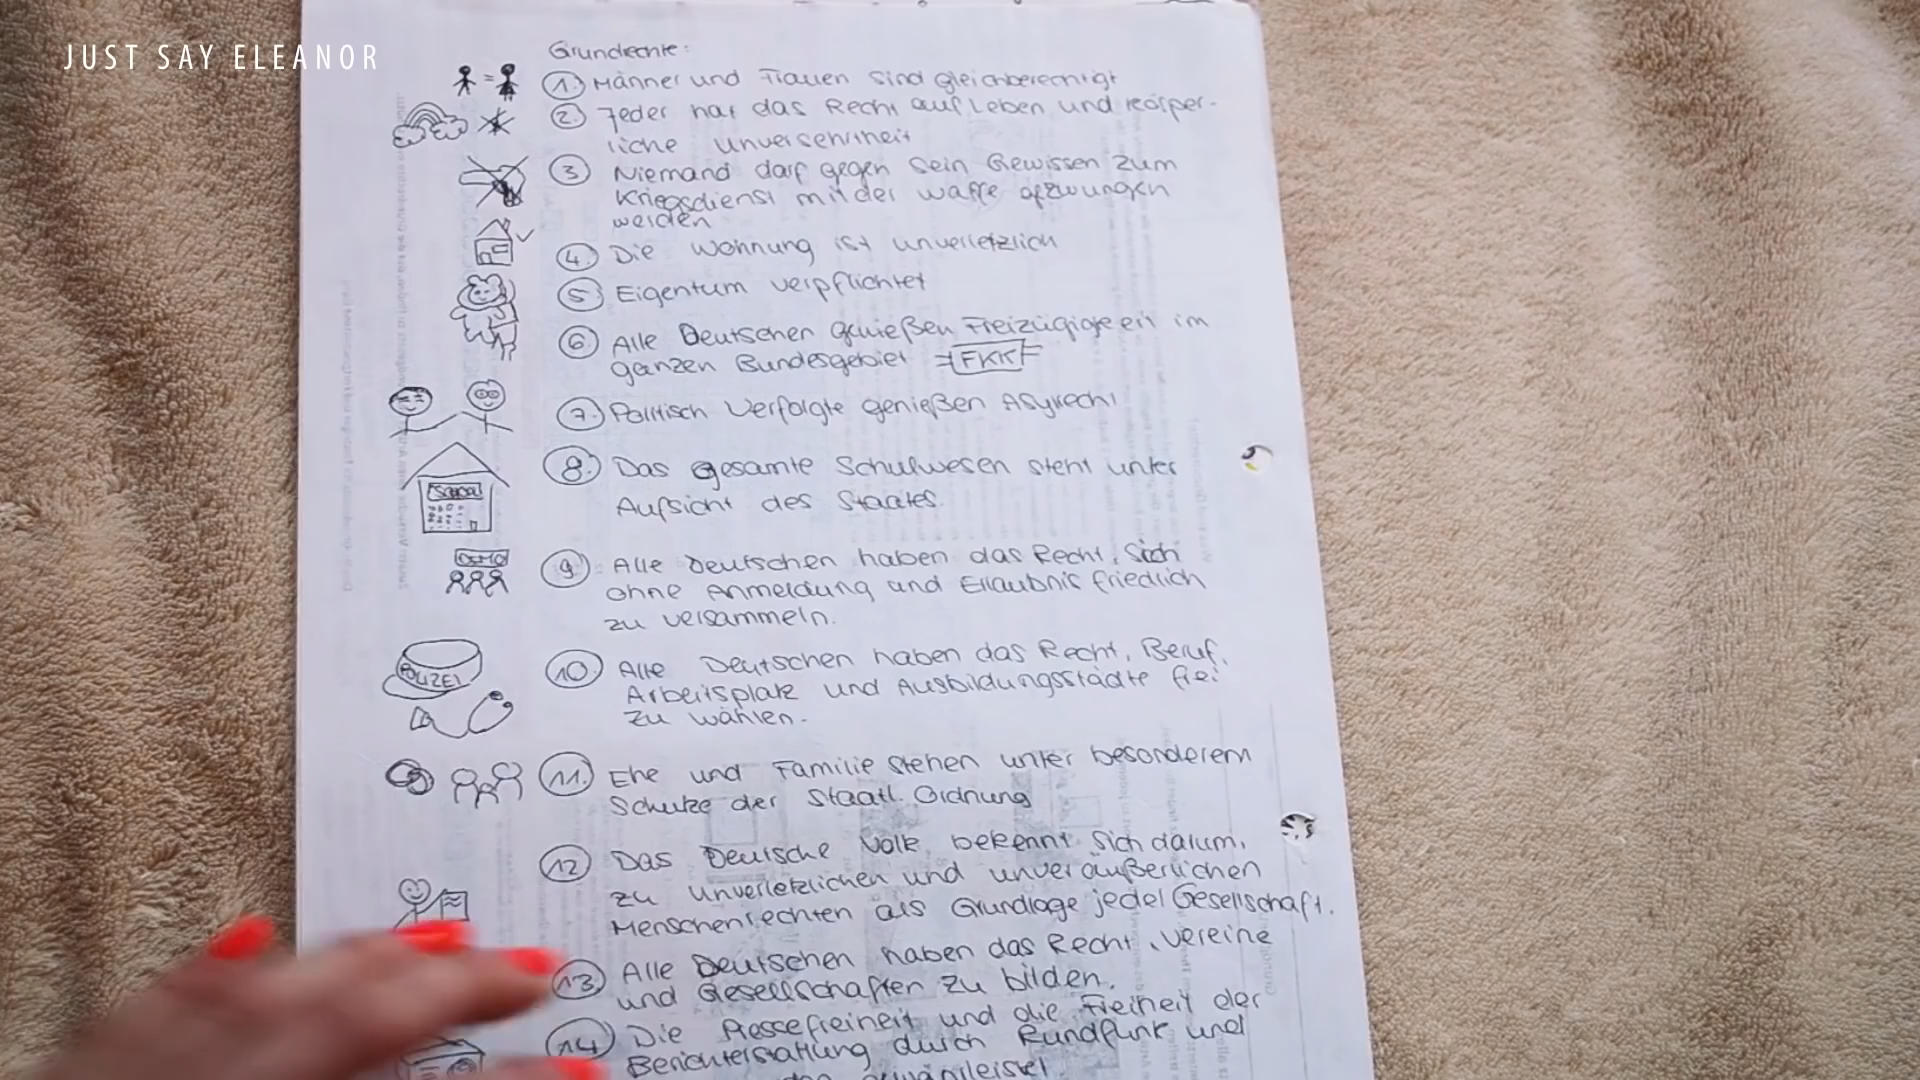 JUST SAY ELEANOR
Grundrechte:
1. Männer und Frauen sind gleichberechtigt
2. Jeder hat das Recht auf Leben und körper-
liche Unversehrtheit
3 Niemand darf gegen sein Gewissen zum
Kriegsdienst mit der Waffe gezwungen
werden
4. Die Wohnung ist unverletzlich
5 Eigentum verpflichtet
6 Alle Deutschen genießen Freizügigkeit im
ganzen Bundesgebiet FKK
7. Politisch Verfolgte genießen Asylrecht
8. Das gesamte Schulwesen steht unter
Aufsicht des Staates.
SCHOOL
DEMO
9 Alle Deutschen haben das Recht, sich
ohne Anmeldung und Erlaubnis friedlich
zu versammeln.
POLIZEI
10. Alle Deutschen haben das Recht, Beruf,
Arbeitsplatz und Ausbildungsstädte frei
zu wählen.
11. Ehe und Familie stehen unter besonderem
Schutze der Staatl. Ordnung
12 Das Deutsche Volk bekennt sich darum,
zu unverletzlichen und unveräußerlichen
Menschenrechten als Grundlage jeder Gesellschaft.
13. Alle Deutschen haben das Recht, Vereine
und Gesellschaften zu bilden.
14. Die Pressefreiheit und die Freiheit der
Berichterstattung durch Rundfunk und